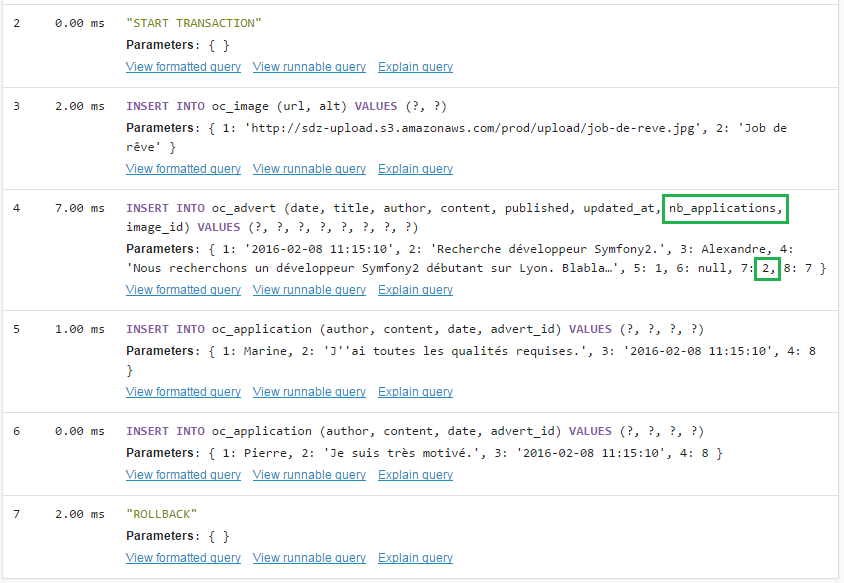 2 0.00 ms "START TRANSACTION"
Parameters: { }
View formatted query View runnable query Explain query
3 2.00 ms INSERT INTO oc_image (url, alt) VALUES (?, ?)
Parameters: { 1: 'http://sdz-upload.s3.amazonaws.com/prod/upload/job-de-reve.jpg', 2: 'Job de
rêve' }
View formatted query View runnable query Explain query
4 7.00 ms INSERT INTO oc_advert (date, title, author, content, published, updated_at, nb_applications,
image_id) VALUES (?, ?, ?, ?, ?, ?, ?, ?)
Parameters: { 1: '2016-02-08 11:15:10', 2: 'Recherche développeur Symfony2.', 3: Alexandre, 4:
'Nous recherchons un développeur Symfony2 débutant sur Lyon. Blabla…', 5: 1, 6: null, 7: 2, 8: 7 }
View formatted query View runnable query Explain query
5 1.00 ms INSERT INTO oc_application (author, content, date, advert_id) VALUES (?, ?, ?, ?)
Parameters: { 1: Marine, 2: 'J''ai toutes les qualités requises.', 3: '2016-02-08 11:15:10', 4: 8
}
View formatted query View runnable query Explain query
6 0.00 ms INSERT INTO oc_application (author, content, date, advert_id) VALUES (?, ?, ?, ?)
Parameters: { 1: Pierre, 2: 'Je suis très motivé.', 3: '2016-02-08 11:15:10', 4: 8 }
View formatted query View runnable query Explain query
7 2.00 ms "ROLLBACK"
Parameters: { }
View formatted query View runnable query Explain query